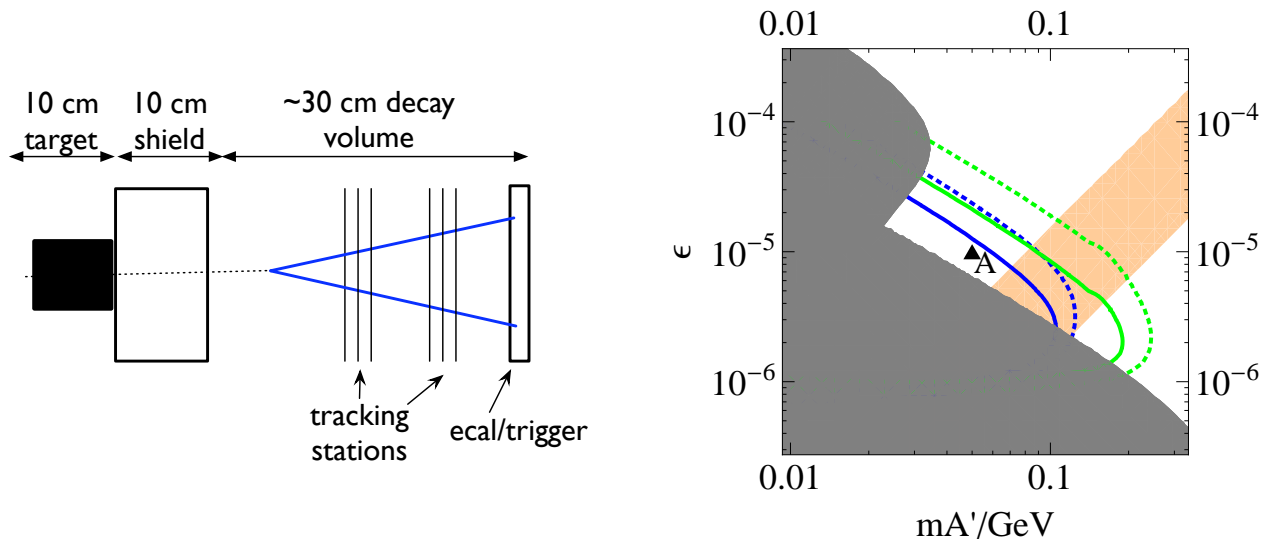 10 cm
target
10 cm
shield
~30 cm decay
volume
tracking
stations
ecal/trigger
0.01
0.1
10⁻⁴
10⁻⁵
10⁻⁶
ϵ
A
10⁻⁴
10⁻⁵
10⁻⁶
0.01
0.1
mA'/GeV